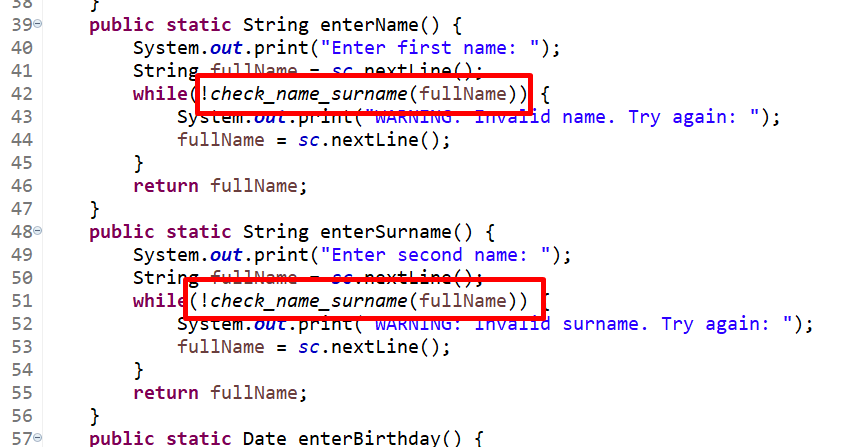 38 }
39 public static String enterName() {
40 System.out.print("Enter first name: ");
41 String fullName = sc.nextLine();
42 while(!check_name_surname(fullName)) {
43 System.out.print("WARNING: Invalid name. Try again: ");
44 fullName = sc.nextLine();
45 }
46 return fullName;
47 }
48 public static String enterSurname() {
49 System.out.print("Enter second name: ");
50 String fullName = sc.nextLine();
51 while(!check_name_surname(fullName)) {
52 System.out.print("WARNING: Invalid surname. Try again: ");
53 fullName = sc.nextLine();
54 }
55 return fullName;
56 }
57 public static Date enterBirthday() {